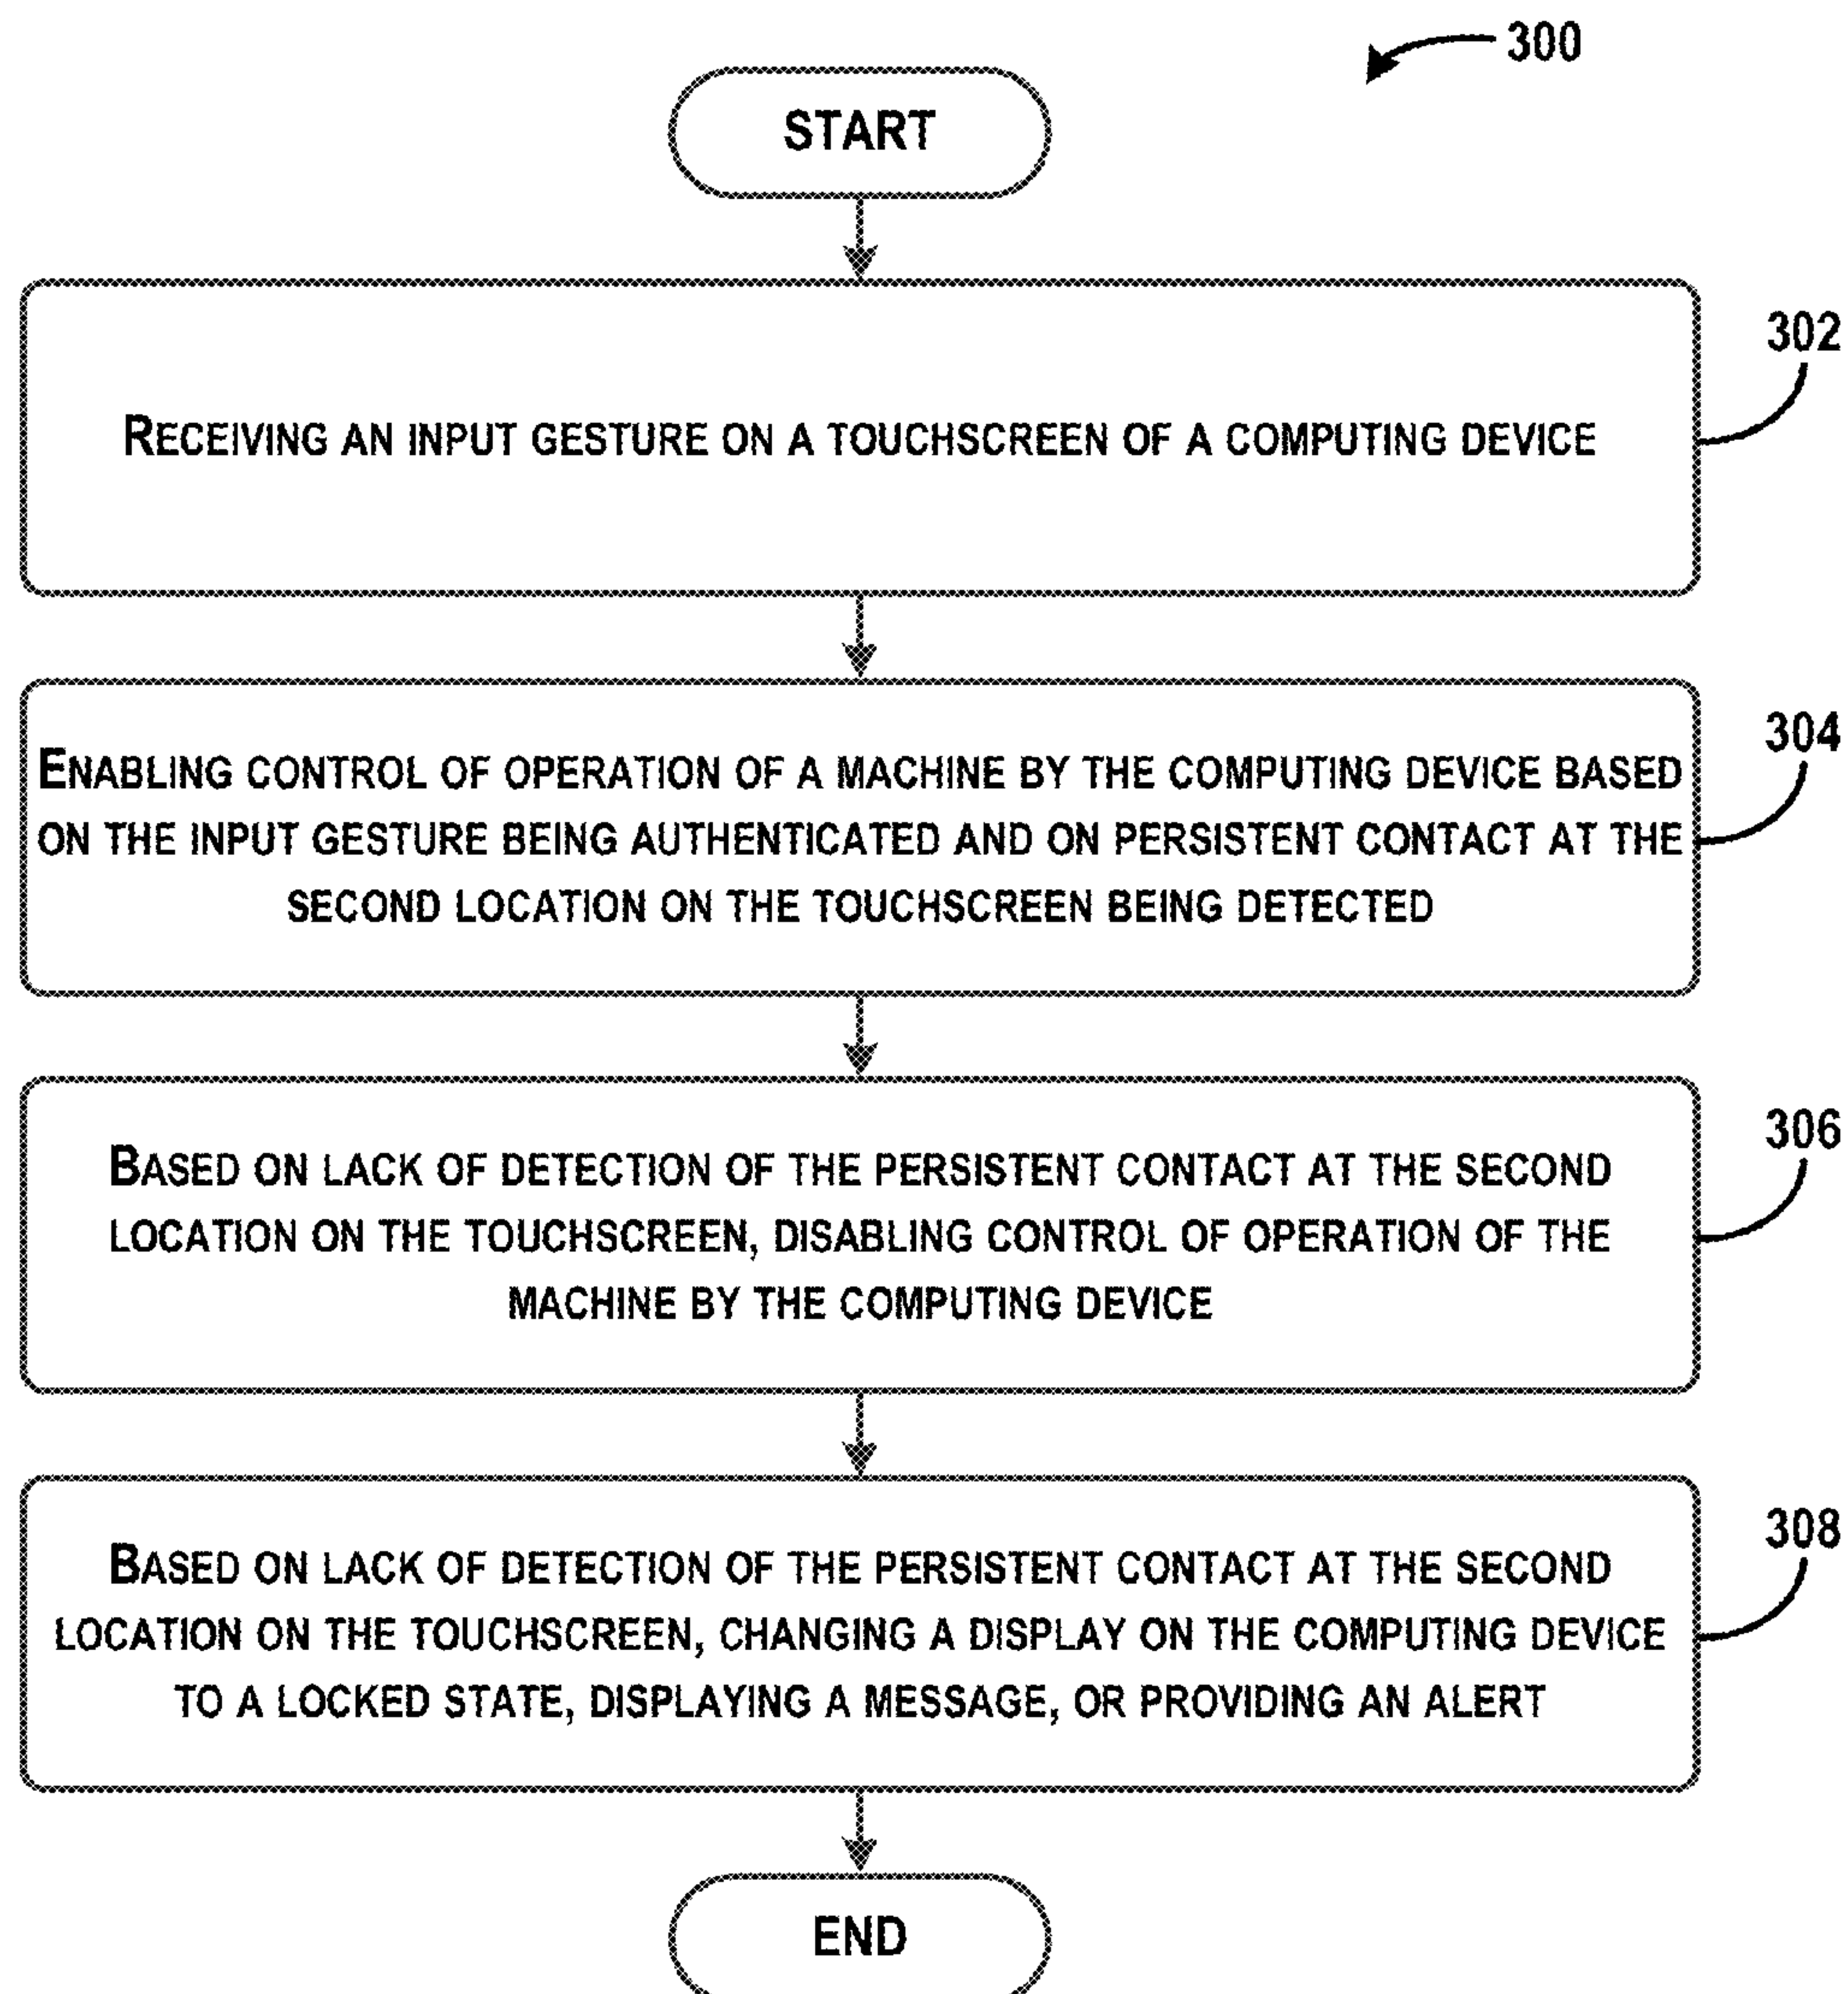 300
START
302
RECEIVING AN INPUT GESTURE ON A TOUCHSCREEN OF A COMPUTING DEVICE
304
ENABLING CONTROL OF OPERATION OF A MACHINE BY THE COMPUTING DEVICE BASED
ON THE INPUT GESTURE BEING AUTHENTICATED AND ON PERSISTENT CONTACT AT THE
SECOND LOCATION ON THE TOUCHSCREEN BEING DETECTED
306
BASED ON LACK OF DETECTION OF THE PERSISTENT CONTACT AT THE SECOND
LOCATION ON THE TOUCHSCREEN, DISABLING CONTROL OF OPERATION OF THE
MACHINE BY THE COMPUTING DEVICE
308
BASED ON LACK OF DETECTION OF THE PERSISTENT CONTACT AT THE SECOND
LOCATION ON THE TOUCHSCREEN, CHANGING A DISPLAY ON THE COMPUTING DEVICE
TO A LOCKED STATE, DISPLAYING A MESSAGE, OR PROVIDING AN ALERT
END